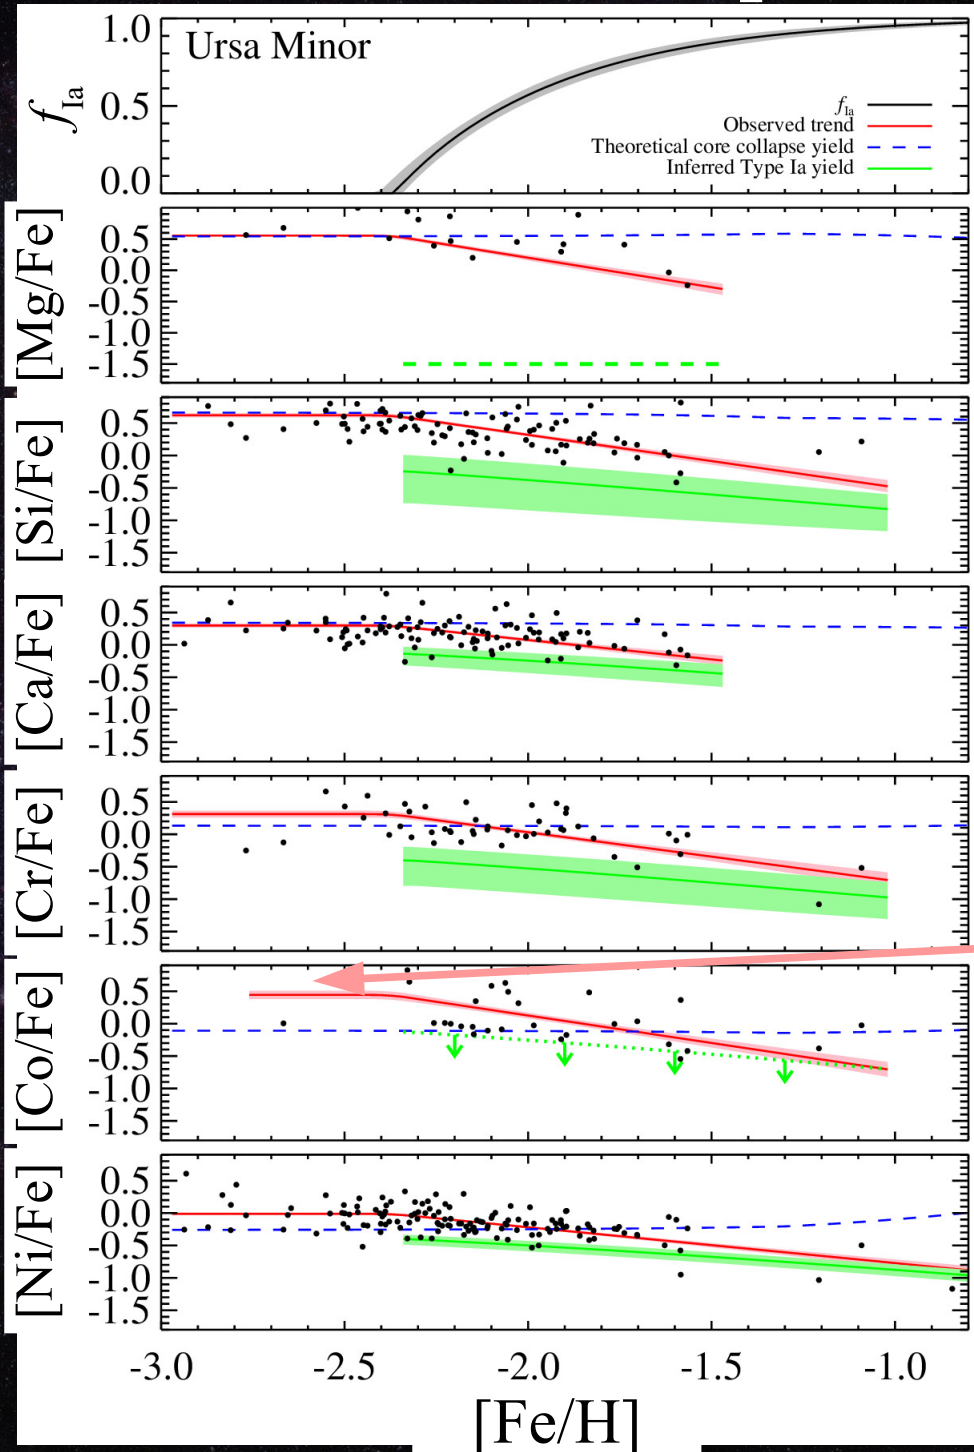 Ursa Minor
1.0
0.5
0.0
f_Ia
f_Ia
Observed trend
Theoretical core collapse yield
Inferred Type Ia yield
[Mg/Fe]
0.5
0.0
-0.5
-1.0
-1.5
[Si/Fe]
0.5
0.0
-0.5
-1.0
-1.5
[Ca/Fe]
0.5
0.0
-0.5
-1.0
-1.5
[Cr/Fe]
0.5
0.0
-0.5
-1.0
-1.5
[Co/Fe]
0.5
0.0
-0.5
-1.0
-1.5
[Ni/Fe]
0.5
0.0
-0.5
-1.0
-1.5
-3.0 -2.5 -2.0 -1.5 -1.0
[Fe/H]